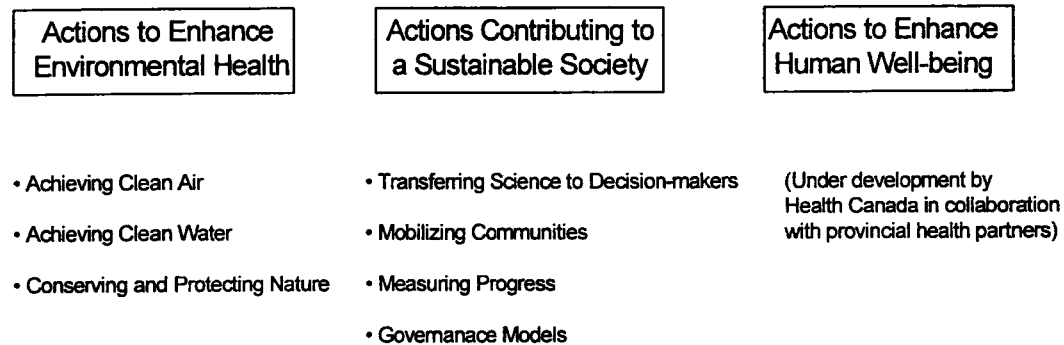 Actions to Enhance
Environmental Health
Actions Contributing to
a Sustainable Society
Actions to Enhance
Human Well-being
• Achieving Clean Air
• Achieving Clean Water
• Conserving and Protecting Nature
• Transferring Science to Decision-makers
• Mobilizing Communities
• Measuring Progress
• Governanace Models
(Under development by
Health Canada in collaboration
with provincial health partners)